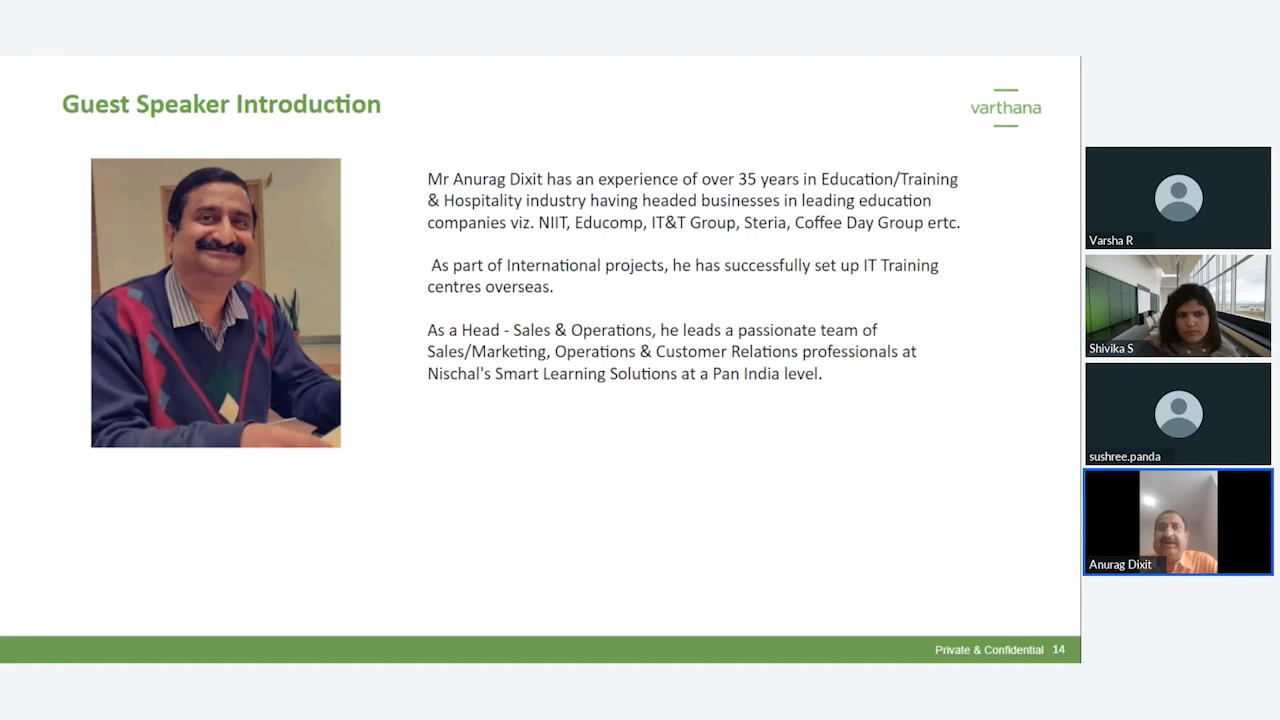 Guest Speaker Introduction
varthana
Mr Anurag Dixit has an experience of over 35 years in Education/Training
& Hospitality industry having headed businesses in leading education
companies viz. NIIT, Educomp, IT&T Group, Steria, Coffee Day Group ertc.
As part of International projects, he has successfully set up IT Training
centres overseas.
As a Head - Sales & Operations, he leads a passionate team of
Sales/Marketing, Operations & Customer Relations professionals at
Nischal's Smart Learning Solutions at a Pan India level.
Private & Confidential 14
Varsha R
Shivika S
sushree.panda
Anurag Dixit